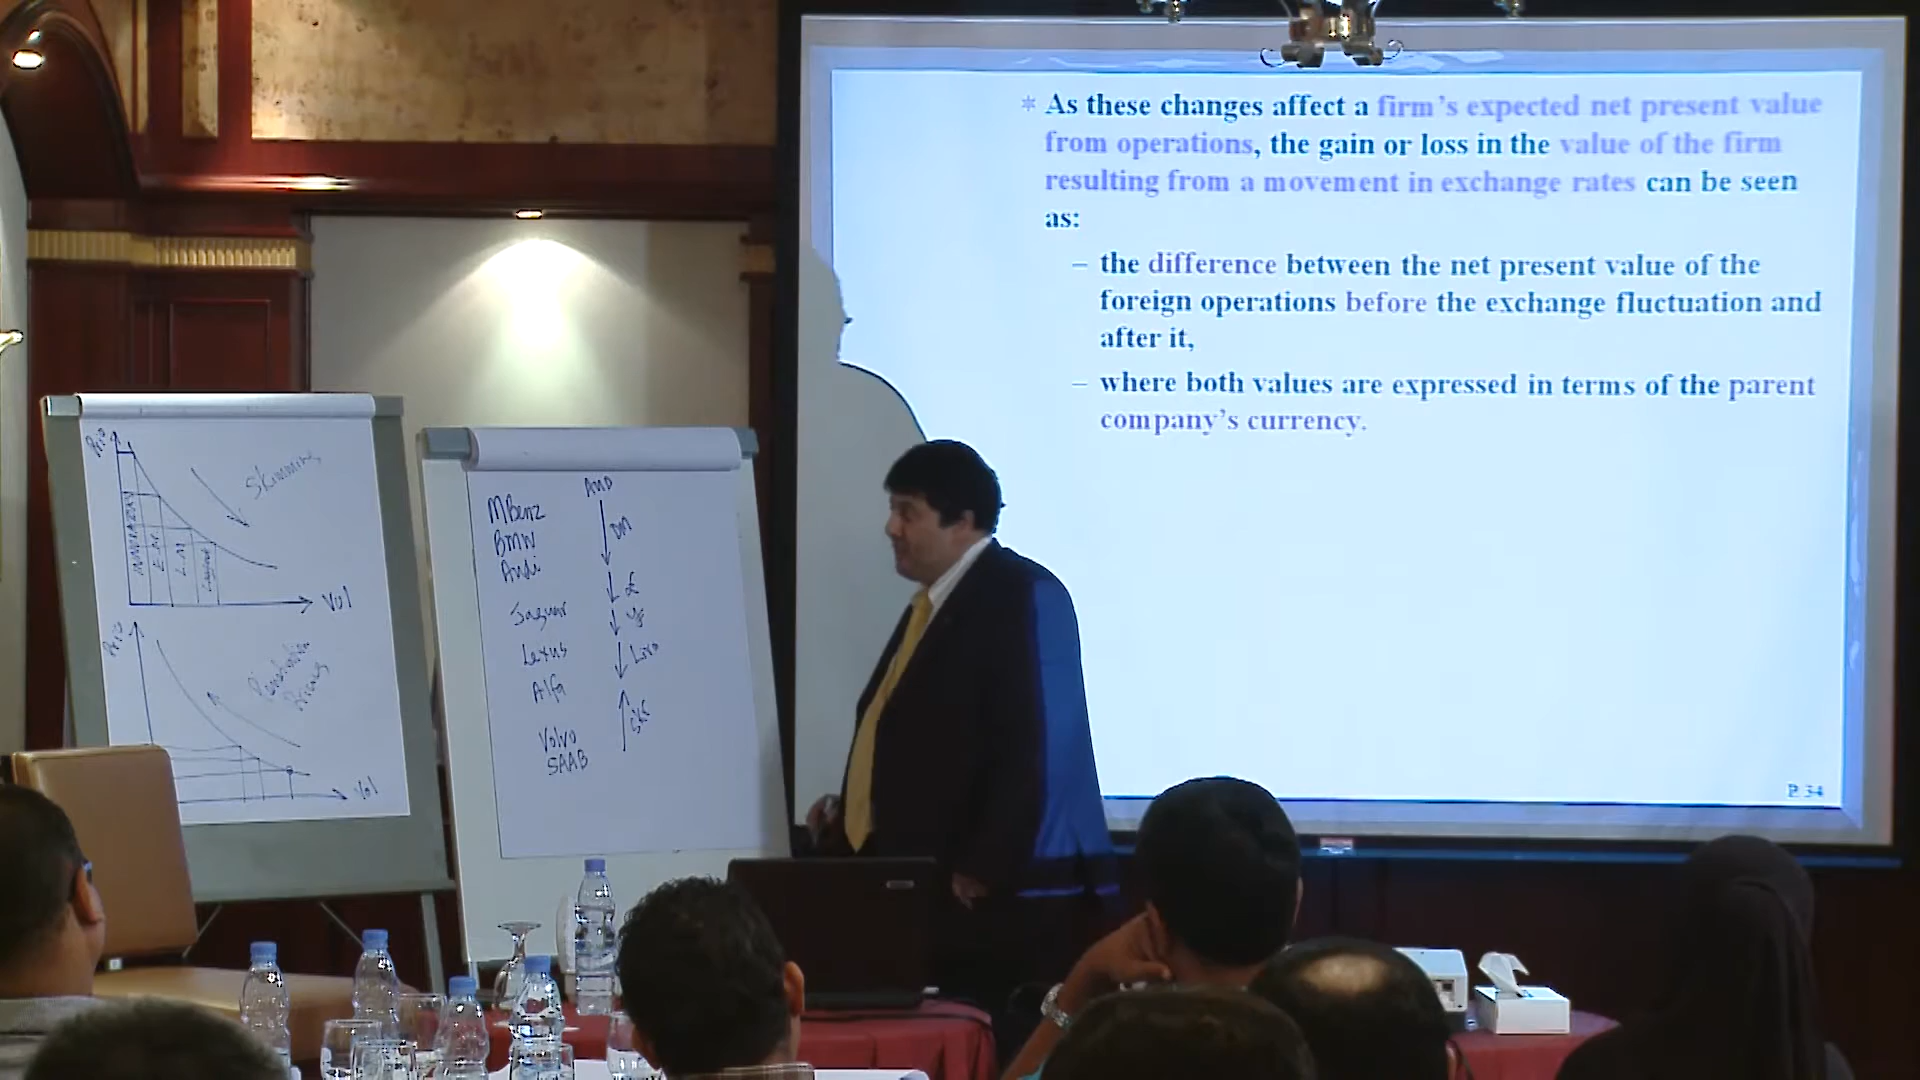 * As these changes affect a firm's expected net present value
from operations, the gain or loss in the value of the firm
resulting from a movement in exchange rates can be seen
as:
– the difference between the net present value of the
foreign operations before the exchange fluctuation and
after it,
– where both values are expressed in terms of the parent
company's currency.
P. 34
Skimming
Vol
Penetration
Vol
MBenz
BMW
Audi
DM
£
Jaguar
Lexus
Alfa
Volvo
SAAB